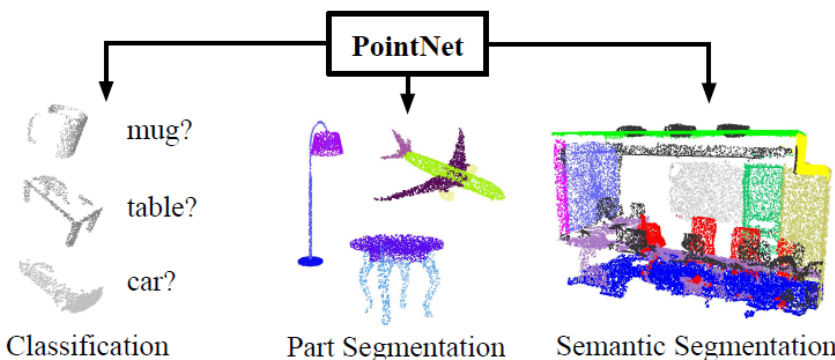 PointNet
mug?
table?
car?
Classification
Part Segmentation
Semantic Segmentation